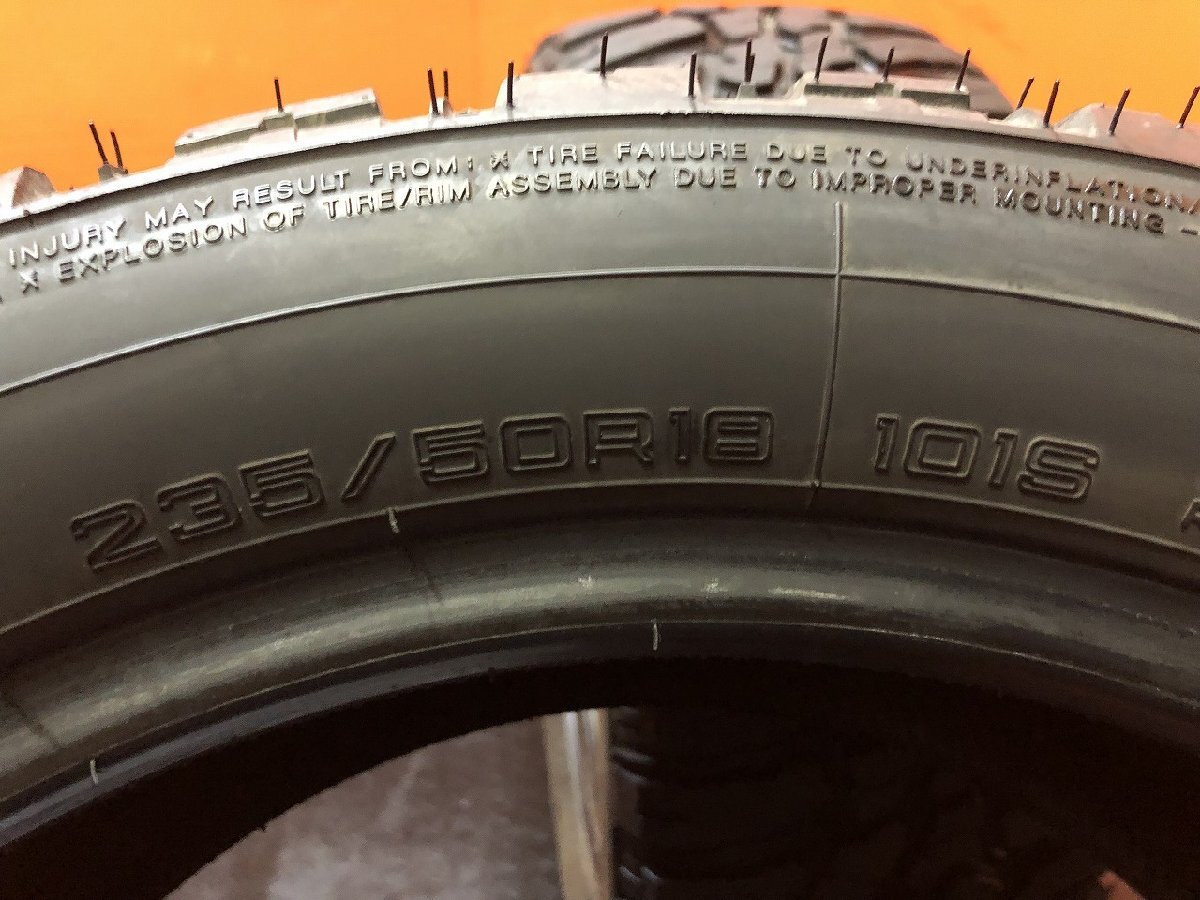 INJURY MAY RESULT FROM: * TIRE FAILURE DUE TO UNDERINFLATION
* EXPLOSION OF TIRE/RIM ASSEMBLY DUE TO IMPROPER MOUNTING -
235/50R18 101S